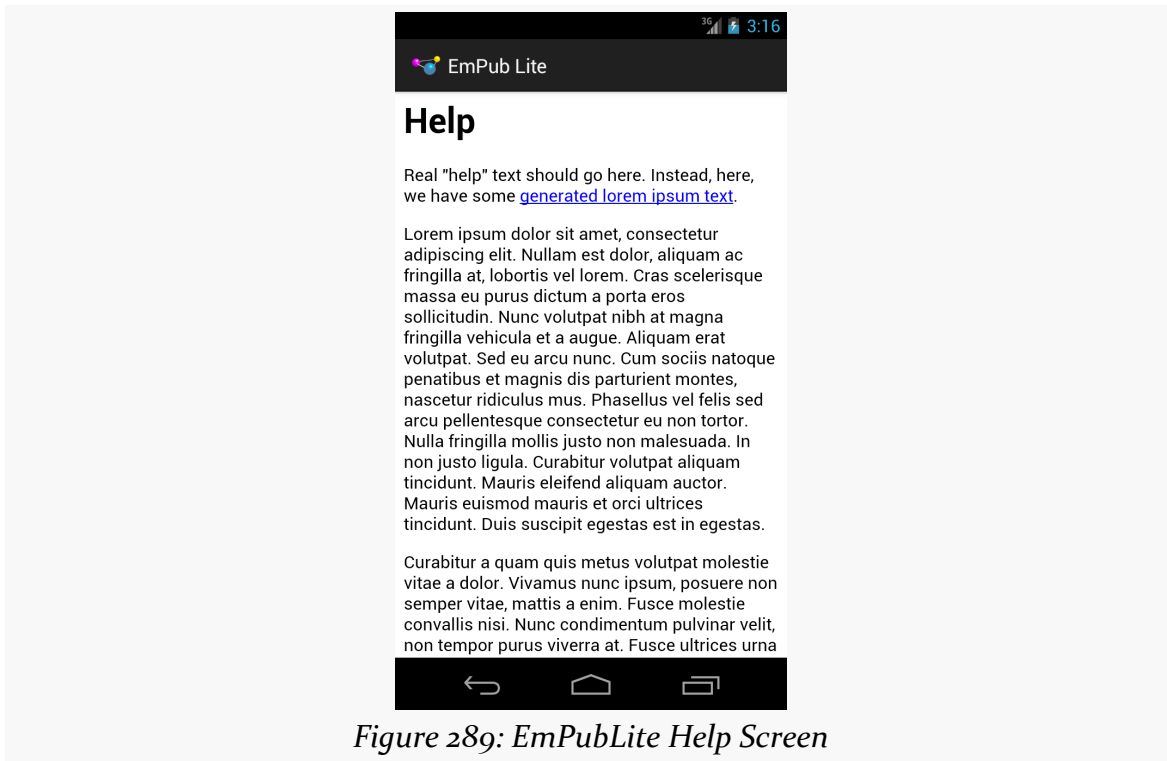 3G 3:16
EmPub Lite
Help
Real "help" text should go here. Instead, here,
we have some generated lorem ipsum text.
Lorem ipsum dolor sit amet, consectetur
adipiscing elit. Nullam est dolor, aliquam ac
fringilla at, lobortis vel lorem. Cras scelerisque
massa eu purus dictum a porta eros
sollicitudin. Nunc volutpat nibh at magna
fringilla vehicula et a augue. Aliquam erat
volutpat. Sed eu arcu nunc. Cum sociis natoque
penatibus et magnis dis parturient montes,
nascetur ridiculus mus. Phasellus vel felis sed
arcu pellentesque consectetur eu non tortor.
Nulla fringilla mollis justo non malesuada. In
non justo ligula. Curabitur volutpat aliquam
tincidunt. Mauris eleifend aliquam auctor.
Mauris euismod mauris et orci ultrices
tincidunt. Duis suscipit egestas est in egestas.
Curabitur a quam quis metus volutpat molestie
vitae a dolor. Vivamus nunc ipsum, posuere non
semper vitae, mattis a enim. Fusce molestie
convallis nisi. Nunc condimentum pulvinar velit,
non tempor purus viverra at. Fusce ultrices urna
Figure 289: EmPubLite Help Screen